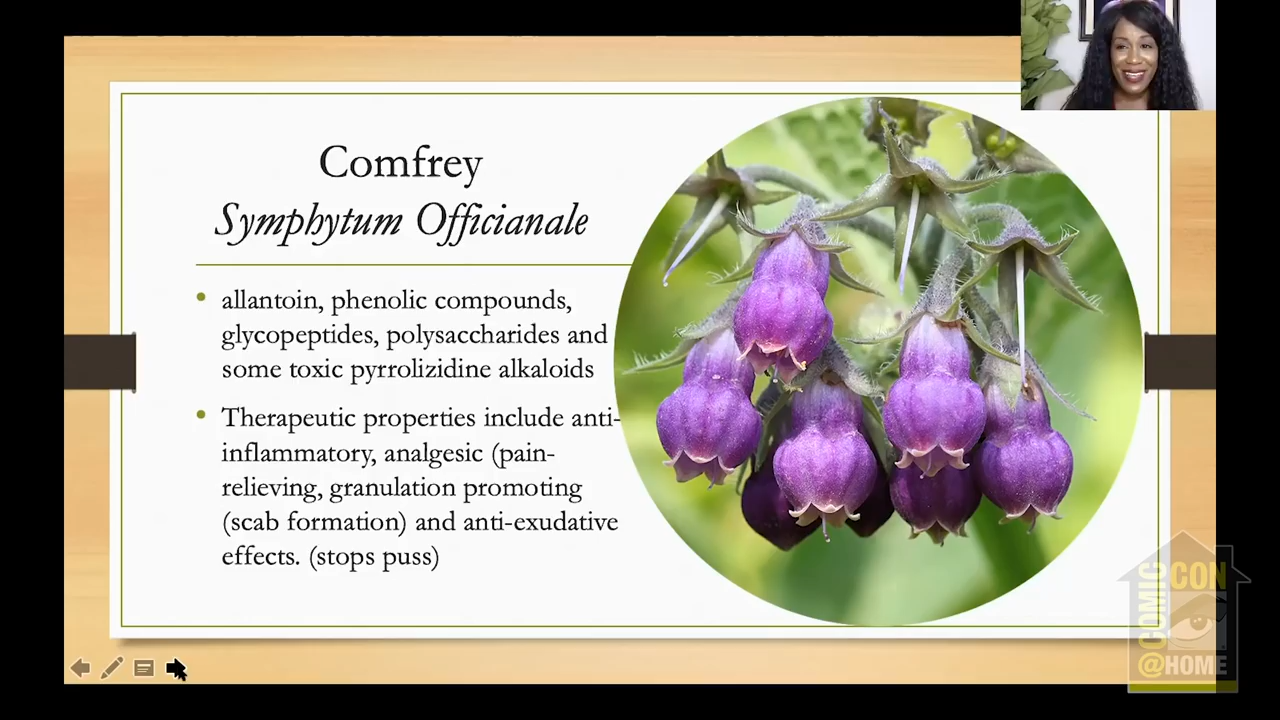 Comfrey
Symphytum Officianale
allantoin, phenolic compounds,
glycopeptides, polysaccharides and
some toxic pyrrolizidine alkaloids
Therapeutic properties include anti-
inflammatory, analgesic (pain-
relieving, granulation promoting
(scab formation) and anti-exudative
effects. (stops puss)
COMIC
CON
@HOME